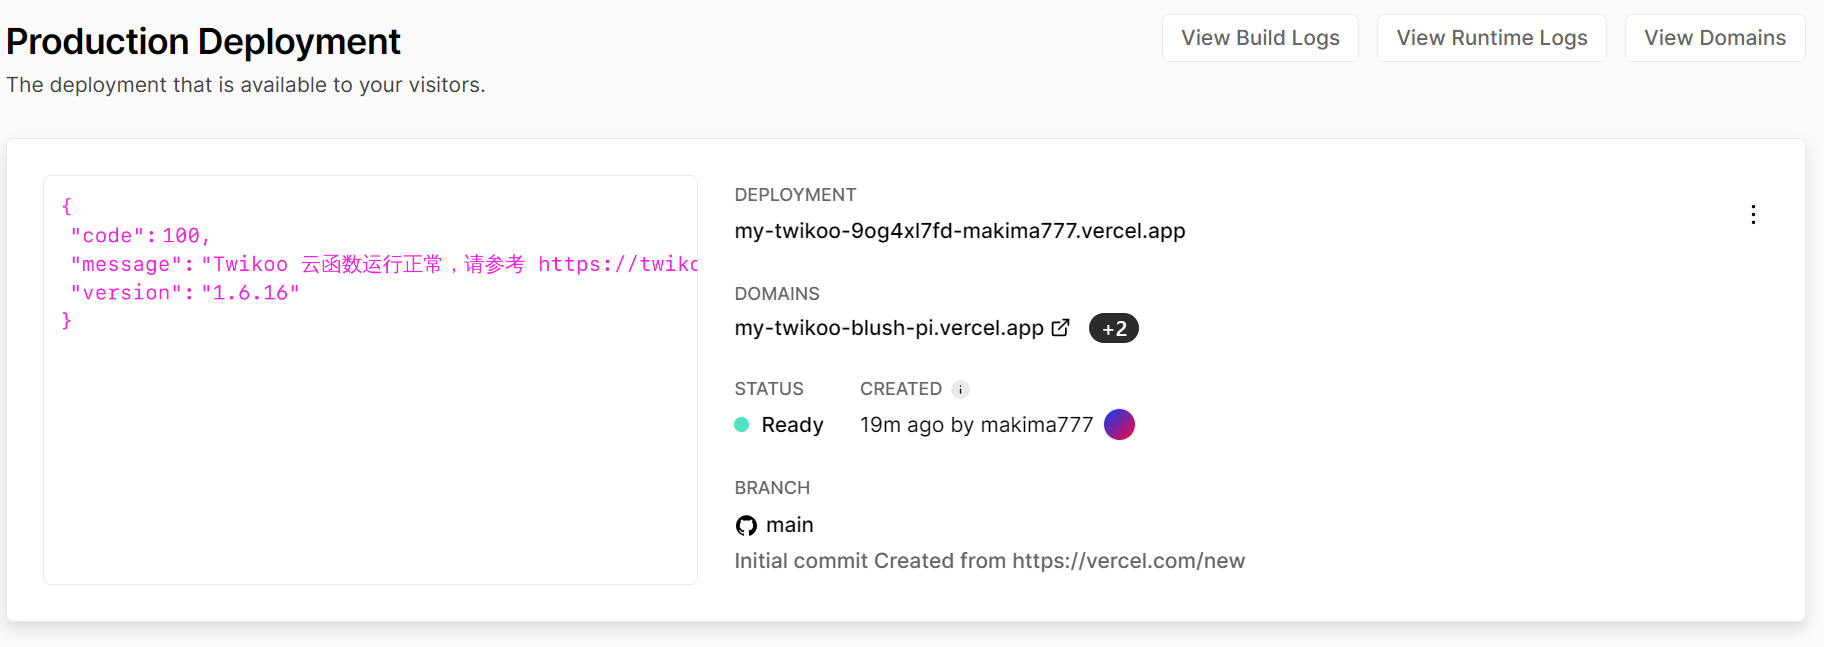 Production Deployment
The deployment that is available to your visitors.
View Build Logs
View Runtime Logs
View Domains
{
"code": 100,
"message": "Twikoo 云函数运行正常，请参考 https://twiko
"version": "1.6.16"
}
DEPLOYMENT
my-twikoo-9og4xl7fd-makima777.vercel.app
DOMAINS
my-twikoo-blush-pi.vercel.app
+2
STATUS
CREATED
Ready
19m ago by makima777
BRANCH
main
Initial commit Created from https://vercel.com/new